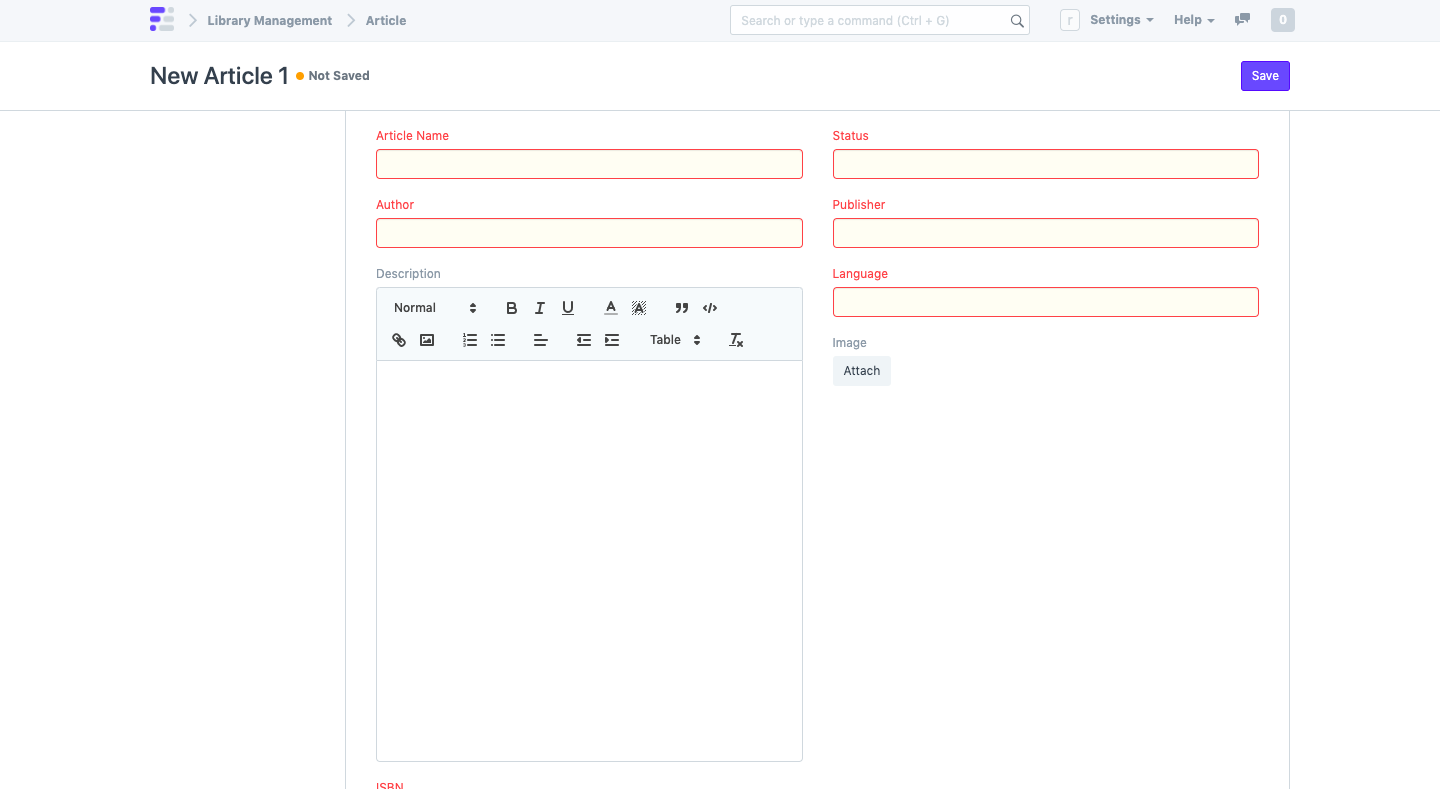 Library Management
Article
Search or type a command (Ctrl + G)
r
Settings
Help
0
New Article 1
Not Saved
Save
Article Name
Status
Author
Publisher
Description
Language
Normal
Table
Image
Attach
ISBN